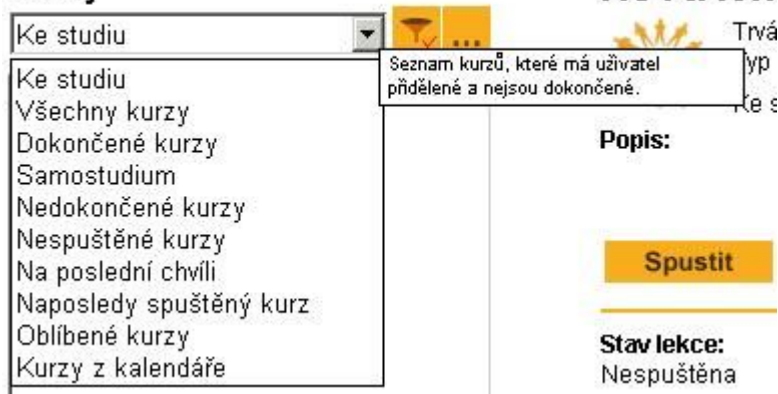 Ke studiu
...
Seznam kurzů, které má uživatel
přidělené a nejsou dokončené.
Ke studiu
Všechny kurzy
Dokončené kurzy
Samostudium
Nedokončené kurzy
Nespuštěné kurzy
Na poslední chvíli
Naposledy spuštěný kurz
Oblíbené kurzy
Kurzy z kalendáře
Trvá
Popis:
Spustit
Stav lekce:
Nespuštěna